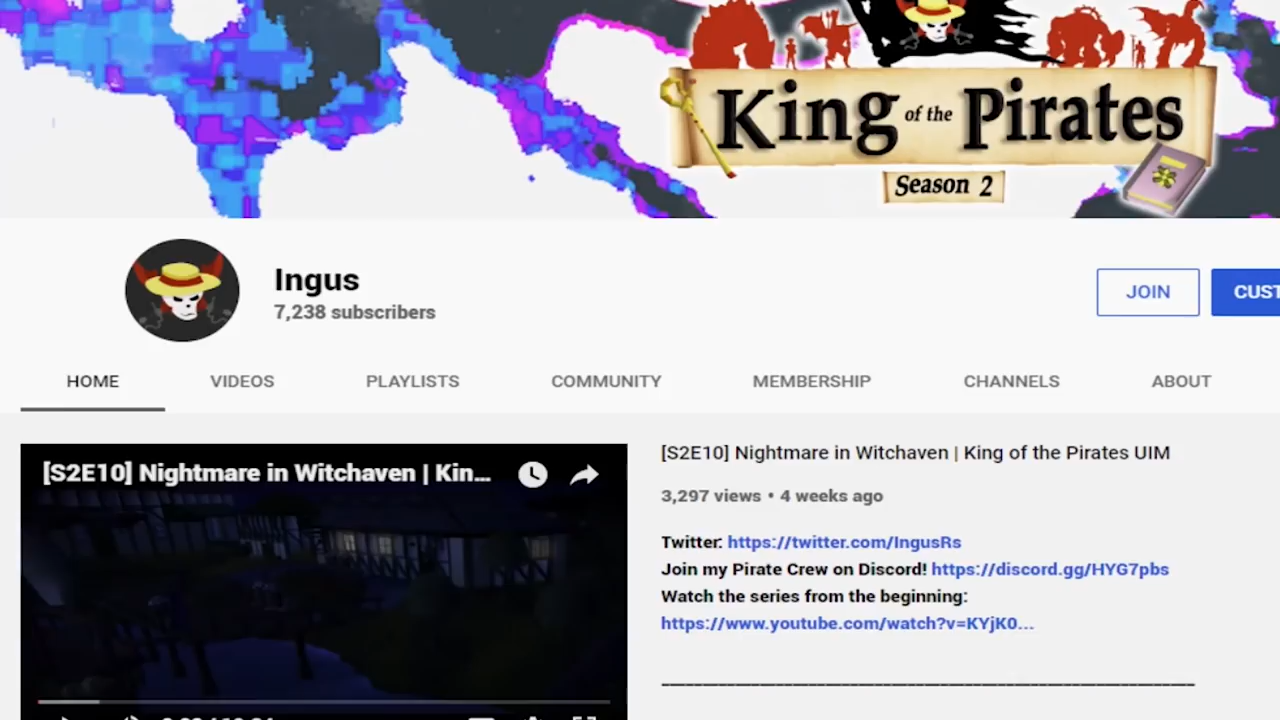 King of the Pirates
Season 2
Ingus
7,238 subscribers
JOIN
CUST
HOME
VIDEOS
PLAYLISTS
COMMUNITY
MEMBERSHIP
CHANNELS
ABOUT
[S2E10] Nightmare in Witchaven | Kin...
[S2E10] Nightmare in Witchaven | King of the Pirates UIM
3,297 views • 4 weeks ago
Twitter: https://twitter.com/IngusRs
Join my Pirate Crew on Discord! https://discord.gg/HYG7pbs
Watch the series from the beginning:
https://www.youtube.com/watch?v=KYjK0...